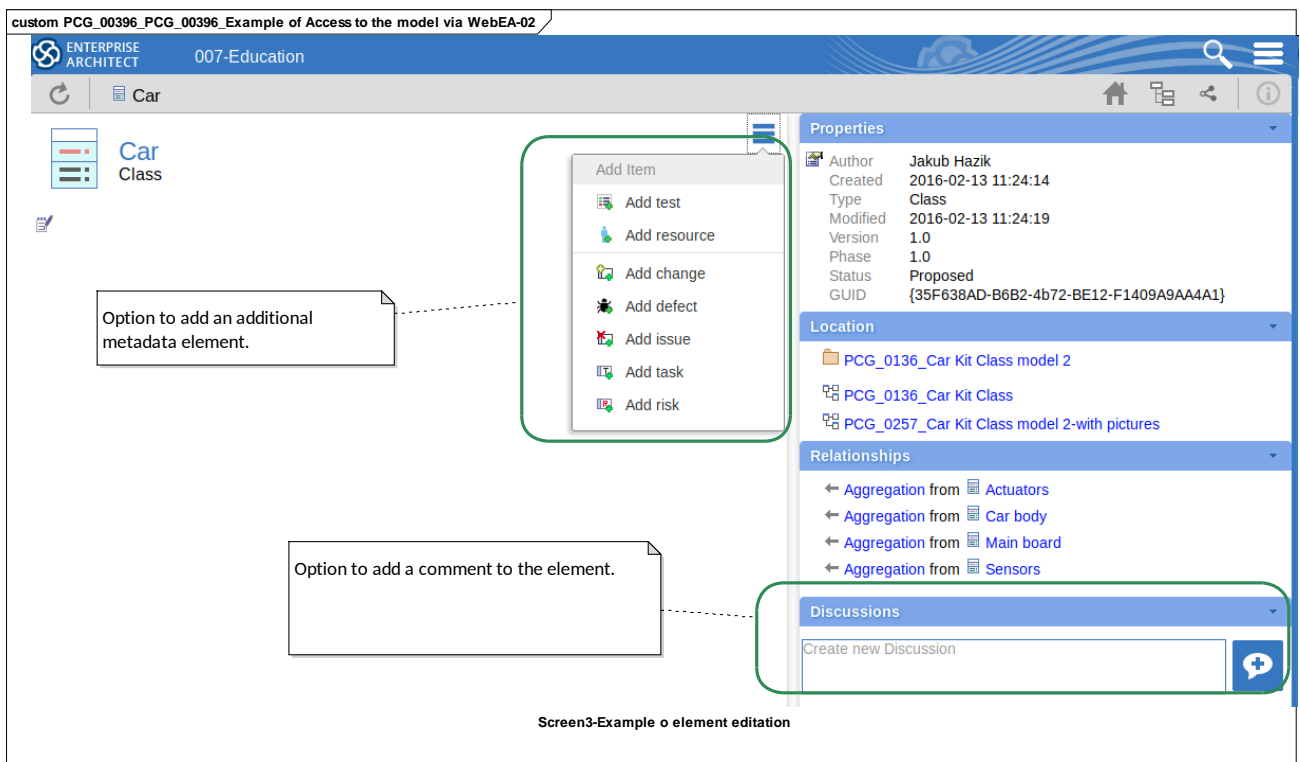 custom PCG_00396_PCG_00396_Example of Access to the model via WebEA-02
ENTERPRISE
ARCHITECT
007-Education
Car
Car
Class
Add Item
Add test
Add resource
Add change
Add defect
Add issue
Add task
Add risk
Option to add an additional
metadata element.
Option to add a comment to the element.
Properties
Author Jakub Hazik
Created 2016-02-13 11:24:14
Type Class
Modified 2016-02-13 11:24:19
Version 1.0
Phase 1.0
Status Proposed
GUID {35F638AD-B6B2-4b72-BE12-F1409A9AA4A1}
Location
PCG_0136_Car Kit Class model 2
PCG_0136_Car Kit Class
PCG_0257_Car Kit Class model 2-with pictures
Relationships
Aggregation from Actuators
Aggregation from Car body
Aggregation from Main board
Aggregation from Sensors
Discussions
Create new Discussion
Screen3-Example o element editation